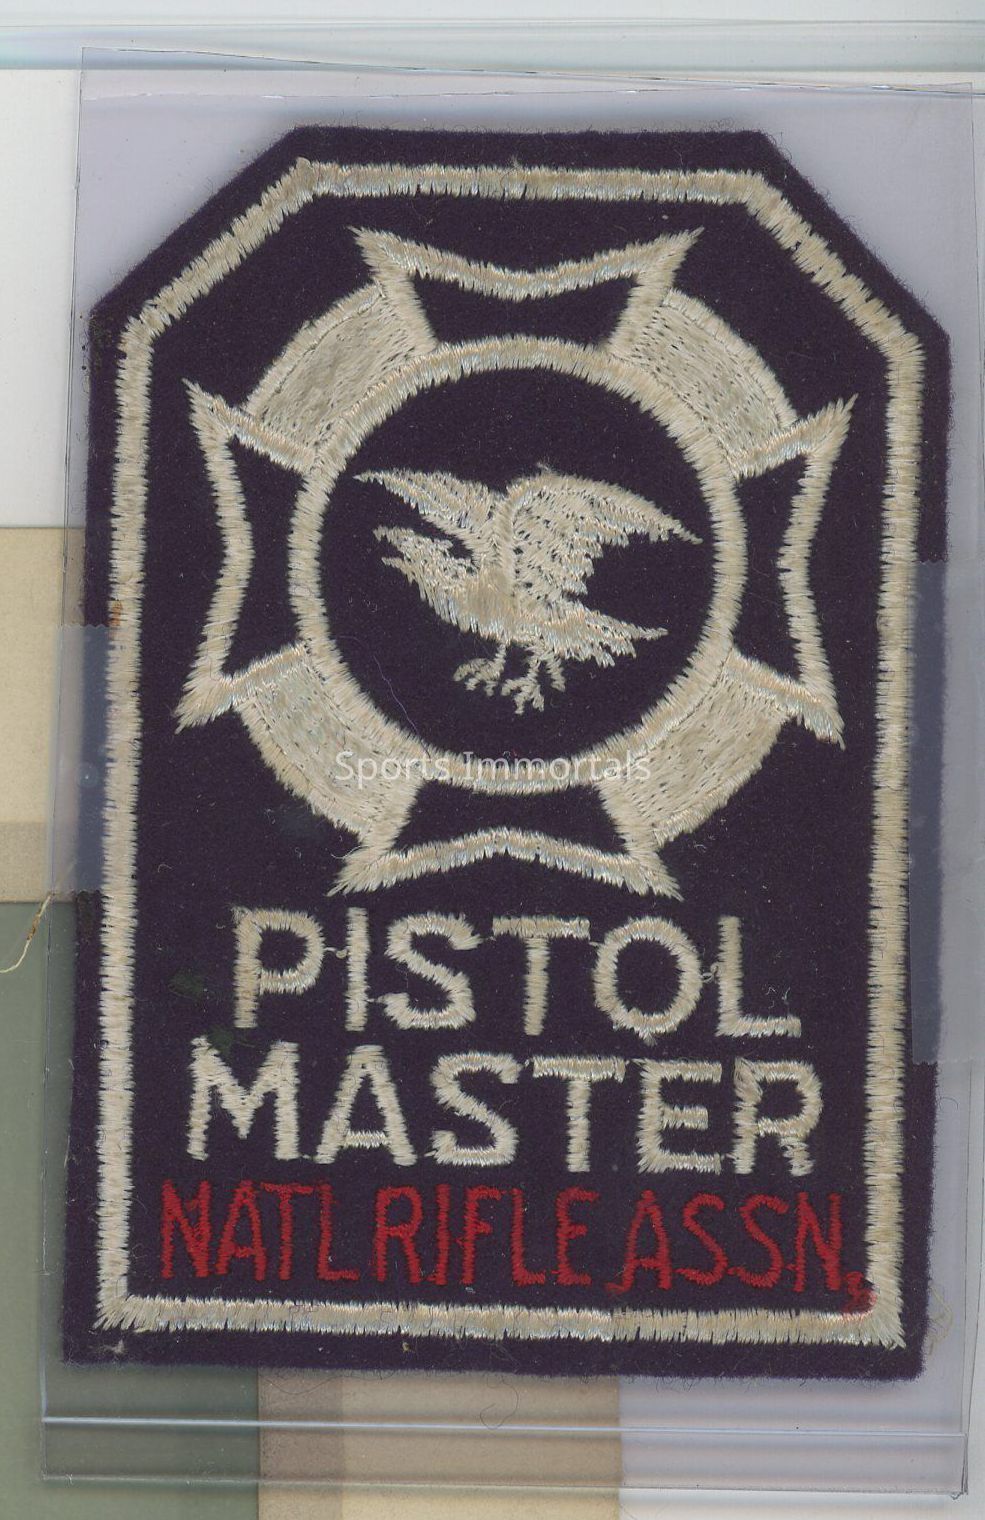 Sports Immortals
PISTOL
MASTER
NATL RIFLE ASSN.